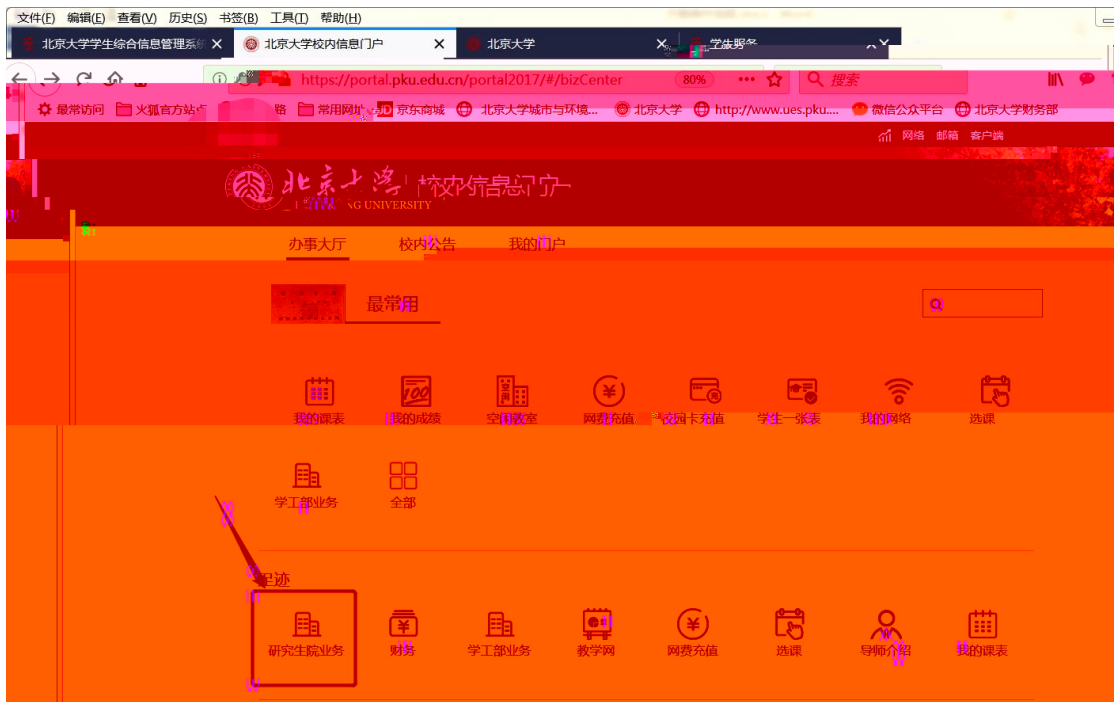 文件(F) 编辑(E) 查看(V) 历史(S) 书签(B) 工具(T) 帮助(H)
北京大学学生综合信息管理系统 × 北京大学校内信息门户 × 北京大学 × 学生服务 ×
https://portal.pku.edu.cn/portal2017/#/bizCenter 80% 搜索
最常访问 火狐官方站点 常用网址 JD 京东商城 北京大学城市与环境... 北京大学 http://www.ues.pku.... 微信公众平台 北京大学财务部
网络 邮箱 客户端
北京大学 校内信息门户
UNIVERSITY
办事大厅 校内公告 我的门户
最常用
我的课表 我的成绩 空闲教室 网费充值 校园卡充值 学生一张表 我的网络 选课
学工部业务 全部
足迹
研究生院业务 财务 学工部业务 教学网 网费充值 选课 导师介绍 我的课表